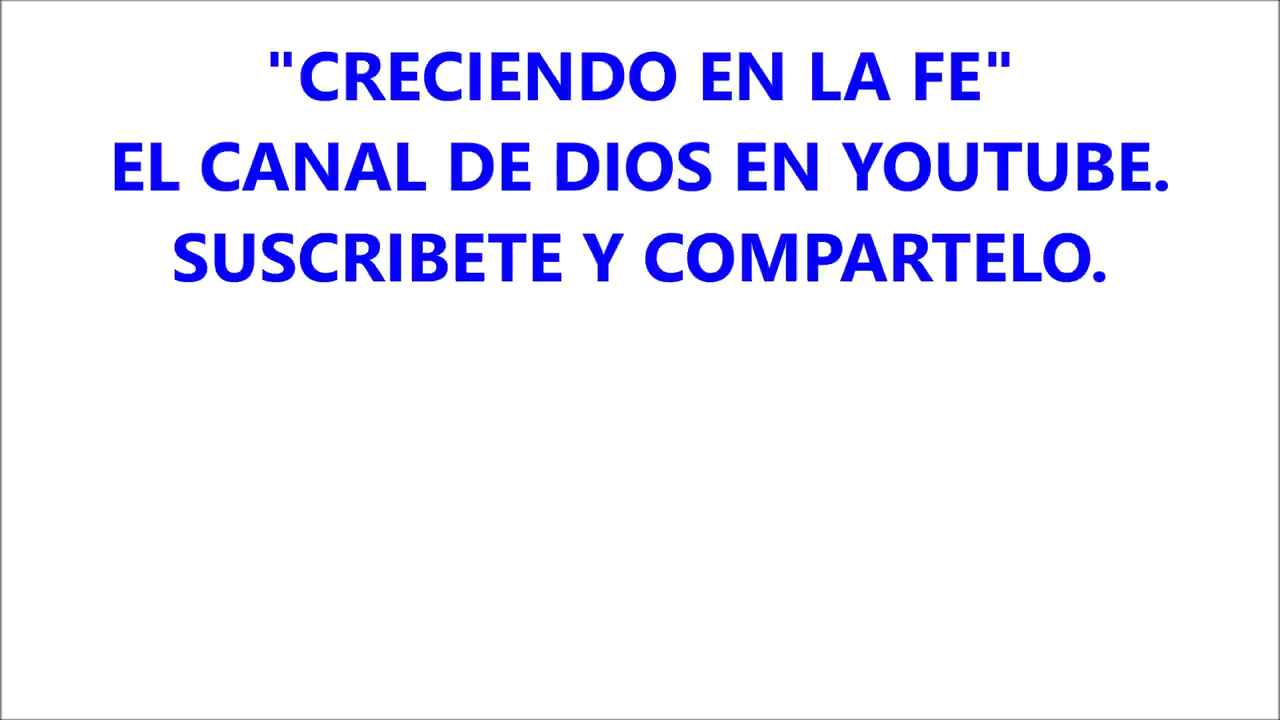 "CRECIENDO EN LA FE"
EL CANAL DE DIOS EN YOUTUBE.
SUSCRIBETE Y COMPARTELO.